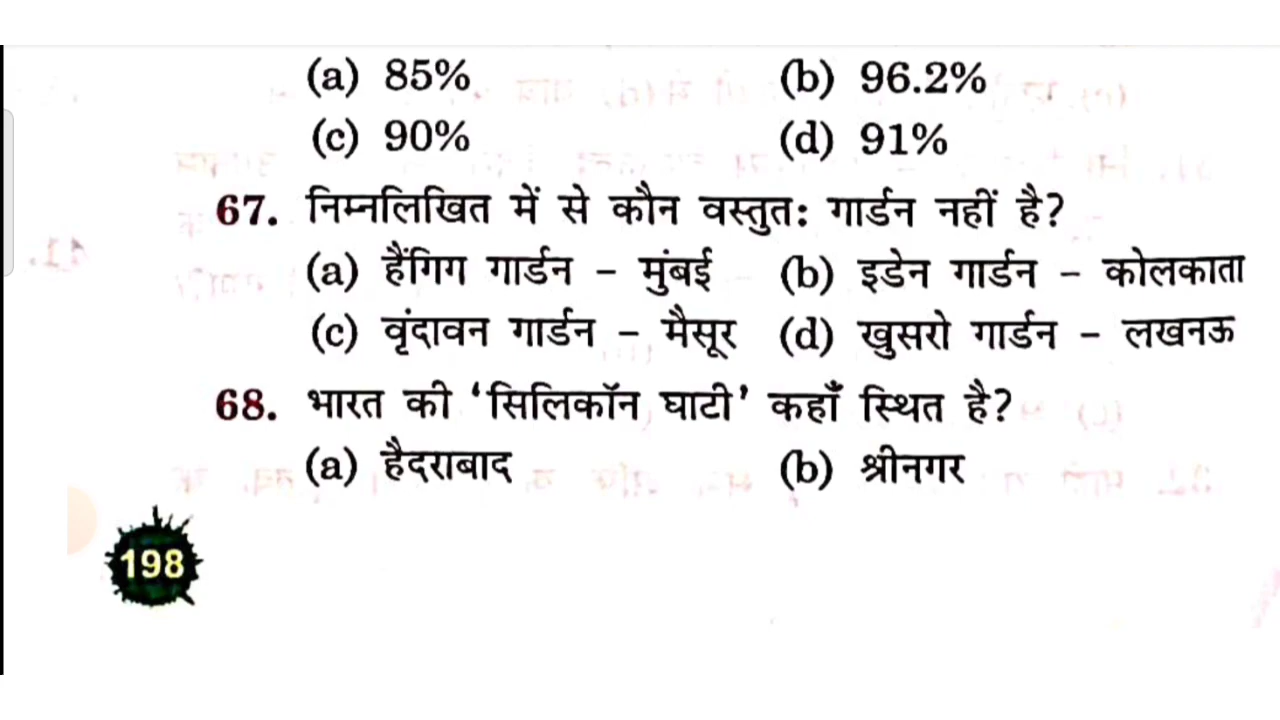 (a) 85% (b) 96.2%
(c) 90% (d) 91%
67. निम्नलिखित में से कौन वस्तुतः गार्डन नहीं है?
(a) हैंगिग गार्डन – मुंबई (b) इडेन गार्डन – कोलकाता
(c) वृंदावन गार्डन – मैसूर (d) खुसरो गार्डन – लखनऊ
68. भारत की ‘सिलिकॉन घाटी’ कहाँ स्थित है?
(a) हैदराबाद (b) श्रीनगर
198